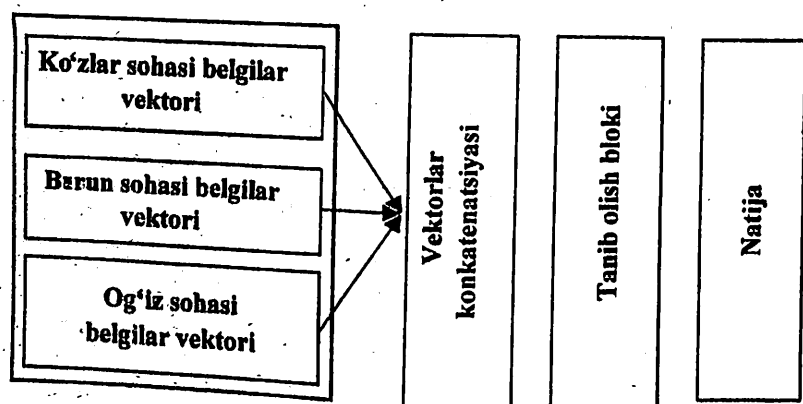 Ko‘zlar sohasi belgilar
vektori
Burun sohasi belgilar
vektori
Og‘iz sohasi
belgilar vektori
Vektorlar
konkatenatsiyasi
Tanib olish bloki
Natija